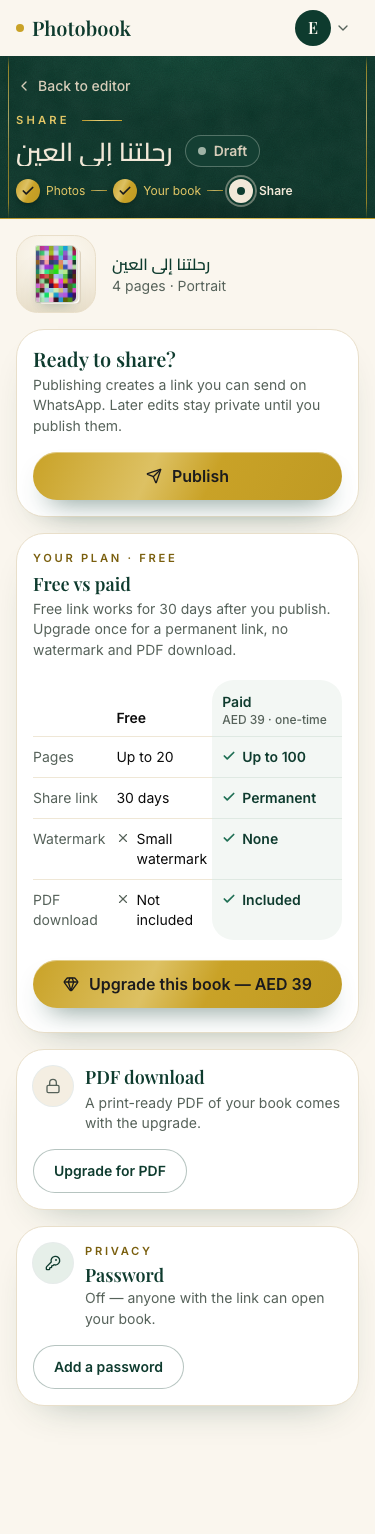 Photobook
E
Back to editor
SHARE
رحلتنا إلى العين
Draft
Photos
Your book
Share
رحلتنا إلى العين
4 pages · Portrait
Ready to share?
Publishing creates a link you can send on
WhatsApp. Later edits stay private until you
publish them.
Publish
YOUR PLAN · FREE
Free vs paid
Free link works for 30 days after you publish.
Upgrade once for a permanent link, no
watermark and PDF download.
Free
Paid
AED 39 · one-time
Pages
Up to 20
Up to 100
Share link
30 days
Permanent
Watermark
Small
watermark
None
PDF
download
Not
included
Included
Upgrade this book — AED 39
PDF download
A print-ready PDF of your book comes
with the upgrade.
Upgrade for PDF
PRIVACY
Password
Off — anyone with the link can open
your book.
Add a password